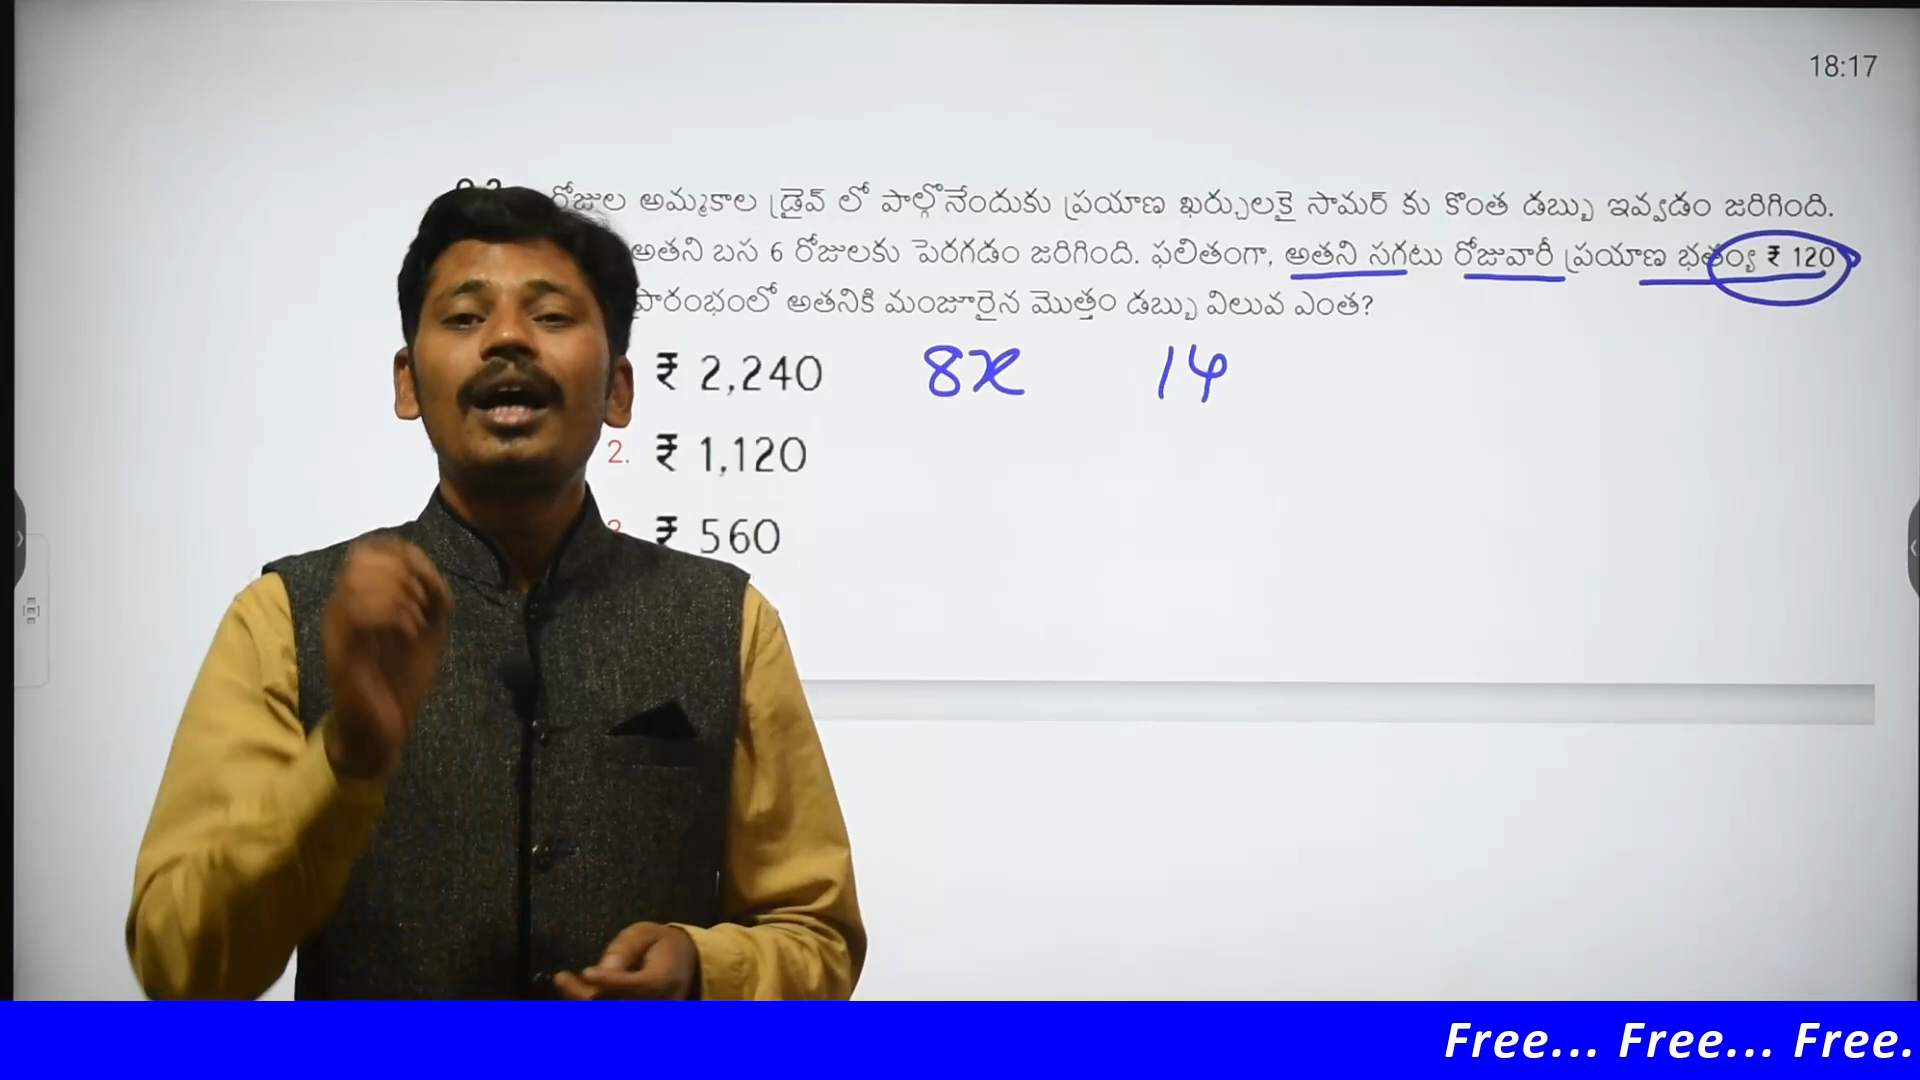 18:17
రోజుల అమ్మకాల డ్రైవ్ లో పాల్గొనేందుకు ప్రయాణ ఖర్చులకై సామర్ కు కొంత డబ్బు ఇవ్వడం జరిగింది.
అతని బస 6 రోజులకు పెరగడం జరిగింది. ఫలితంగా, అతని సగటు రోజువారీ ప్రయాణ భత్యం ₹ 120
ప్రారంభంలో అతనికి మంజూరైన మొత్తం డబ్బు విలువ ఎంత?
₹ 2,240 8x 14
2. ₹ 1,120
₹ 560
Free... Free... Free.